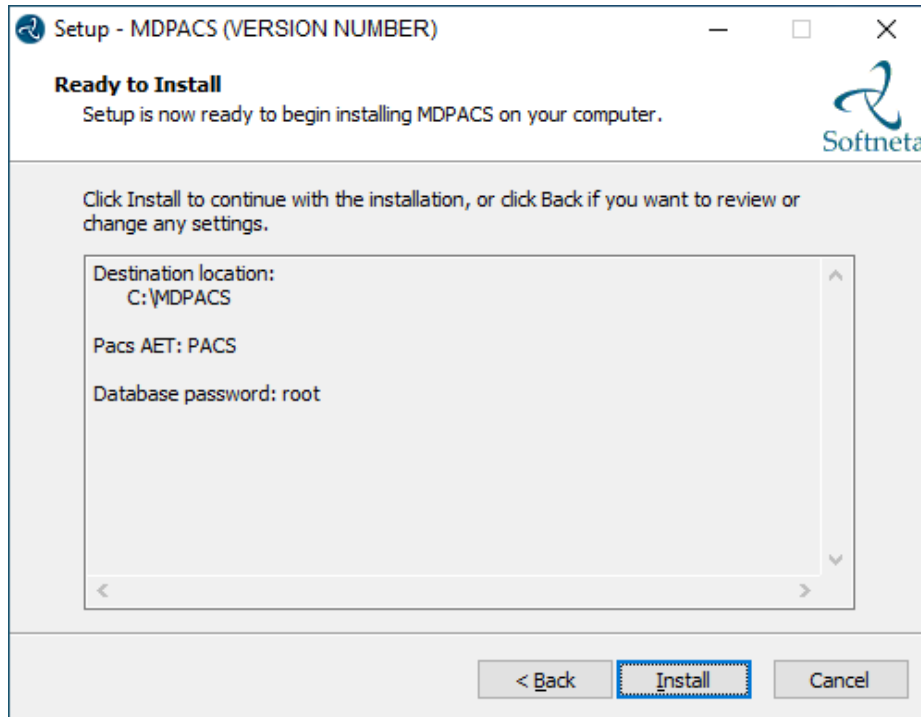 Setup - MDPACS (VERSION NUMBER)
Ready to Install
Setup is now ready to begin installing MDPACS on your computer.
Softneta
Click Install to continue with the installation, or click Back if you want to review or
change any settings.
Destination location:
C:\MDPACS
Pacs AET: PACS
Database password: root
< Back
Install
Cancel